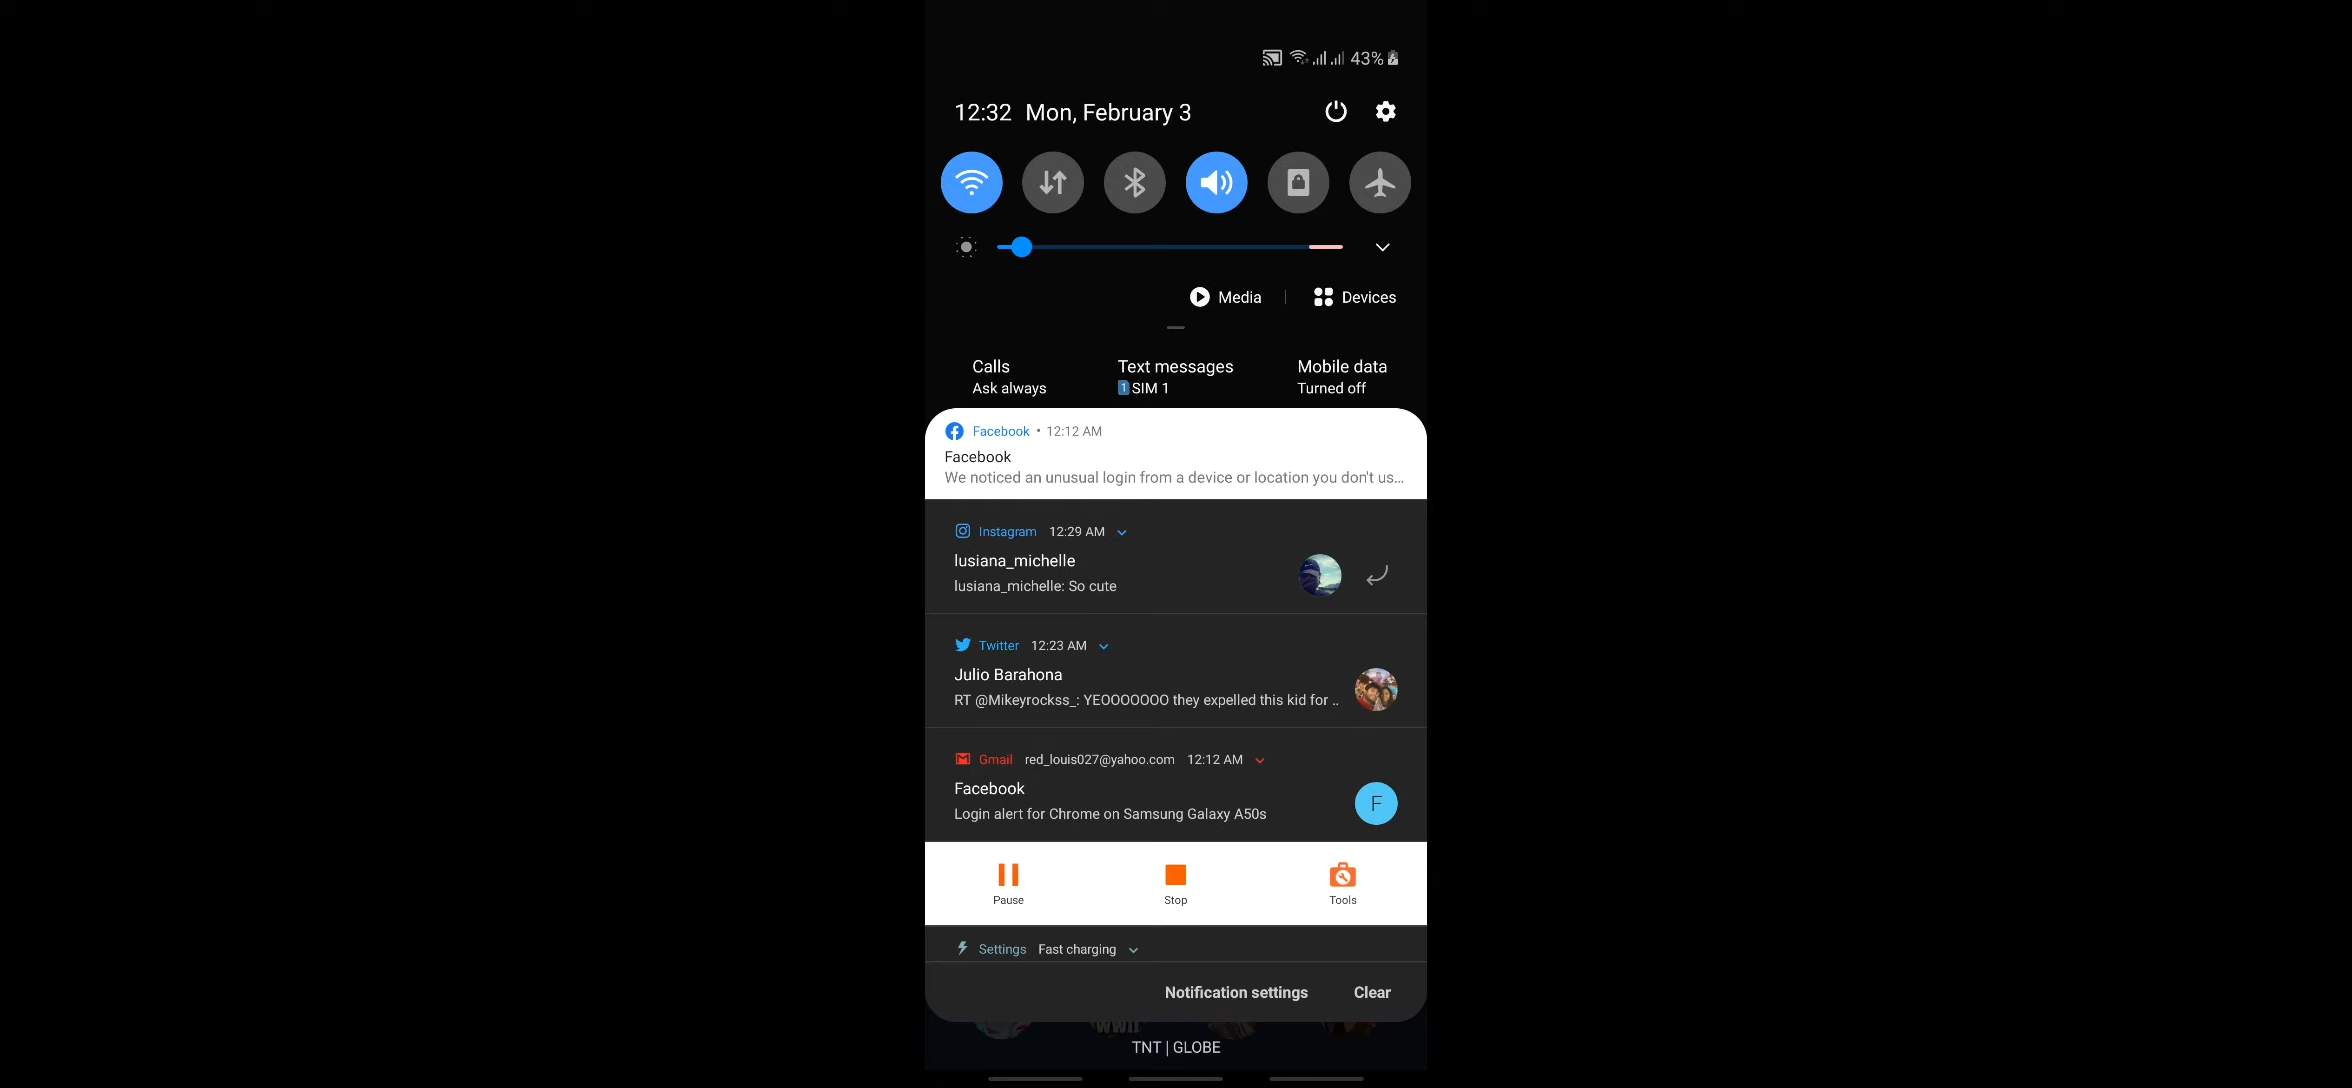 43%
12:32 Mon, February 3
Media | Devices
Calls Text messages Mobile data
Ask always 1 SIM 1 Turned off
Facebook • 12:12 AM
Facebook
We noticed an unusual login from a device or location you don't us...
Instagram 12:29 AM
lusiana_michelle
lusiana_michelle: So cute
Twitter 12:23 AM
Julio Barahona
RT @Mikeyrockss_: YEOOOOOOO they expelled this kid for ..
Gmail red_louis027@yahoo.com 12:12 AM
Facebook
F
Login alert for Chrome on Samsung Galaxy A50s
Pause Stop Tools
Settings Fast charging
Notification settings Clear
WWII
TNT | GLOBE